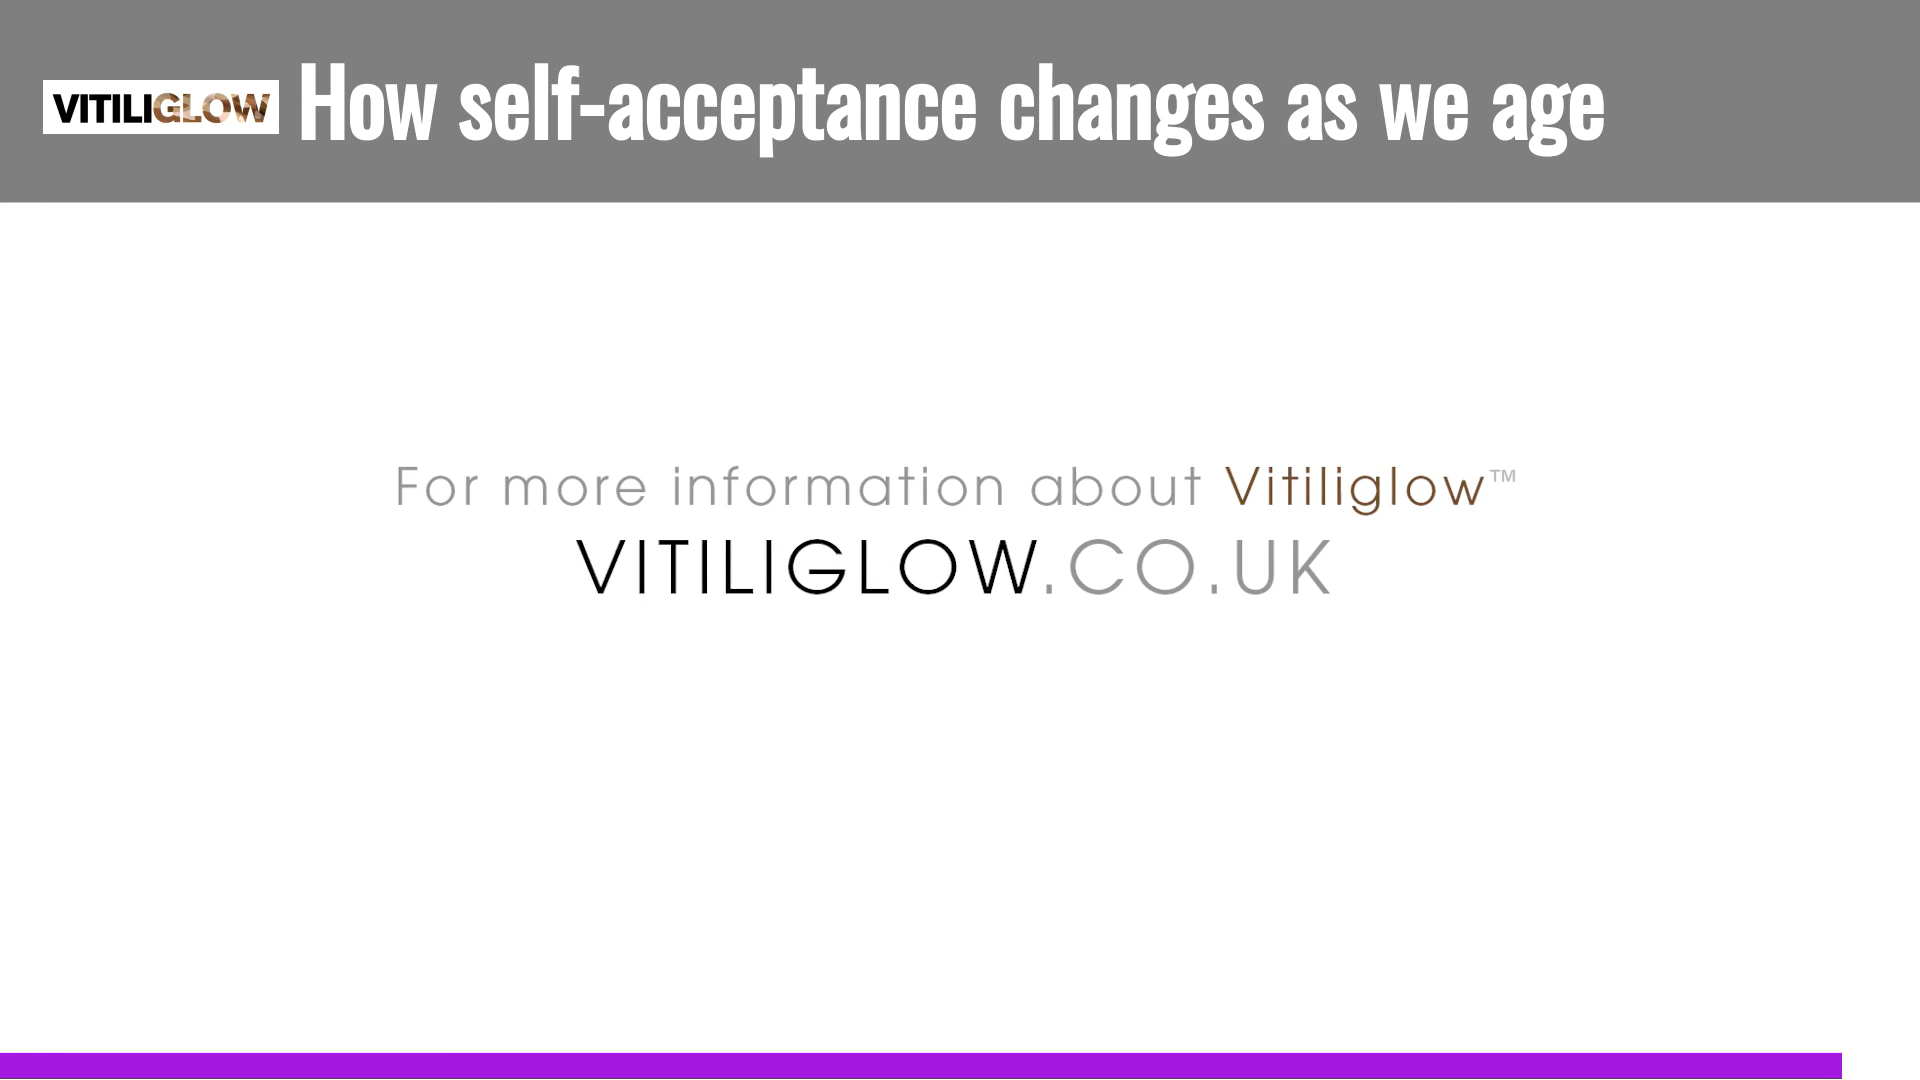 VITILIGLOW
How self-acceptance changes as we age
For more information about Vitiliglow™
VITILIGLOW.CO.UK